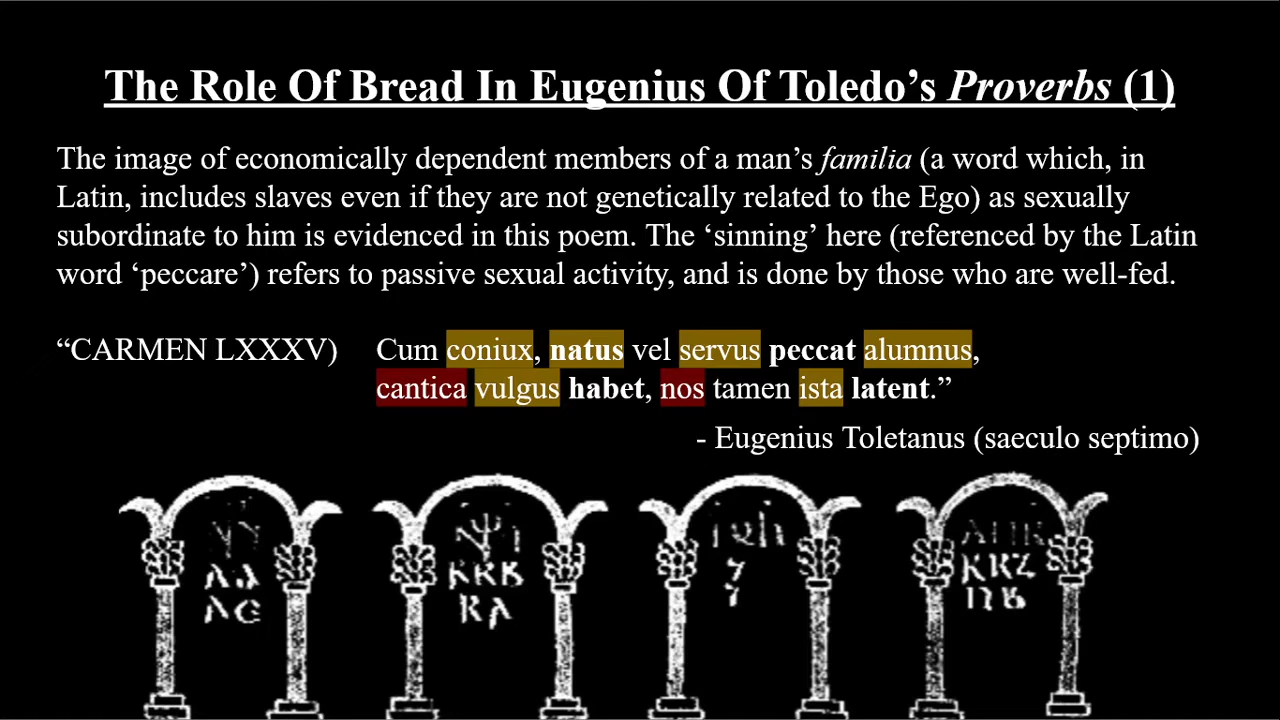 The Role Of Bread In Eugenius Of Toledo’s Proverbs (1)
The image of economically dependent members of a man’s familia (a word which, in
Latin, includes slaves even if they are not genetically related to the Ego) as sexually
subordinate to him is evidenced in this poem. The ‘sinning’ here (referenced by the Latin
word ‘peccare’) refers to passive sexual activity, and is done by those who are well-fed.
“CARMEN LXXXV) Cum coniux, natus vel servus peccat alumnus,
cantica vulgus habet, nos tamen ista latent.”
- Eugenius Toletanus (saeculo septimo)